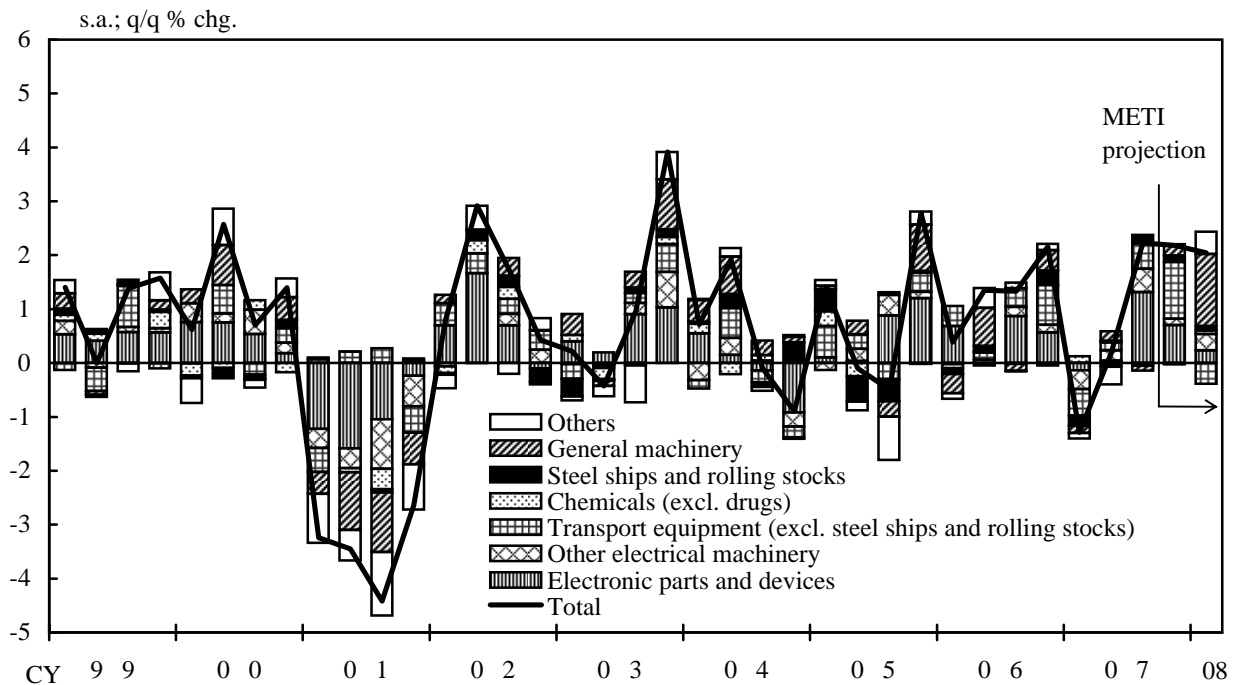 s.a.; q/q % chg.
6
5
4
3
2
1
0
-1
-2
-3
-4
-5
METI
projection
Others
General machinery
Steel ships and rolling stocks
Chemicals (excl. drugs)
Transport equipment (excl. steel ships and rolling stocks)
Other electrical machinery
Electronic parts and devices
Total
CY 9 9 0 0 0 1 0 2 0 3 0 4 0 5 0 6 0 7 08